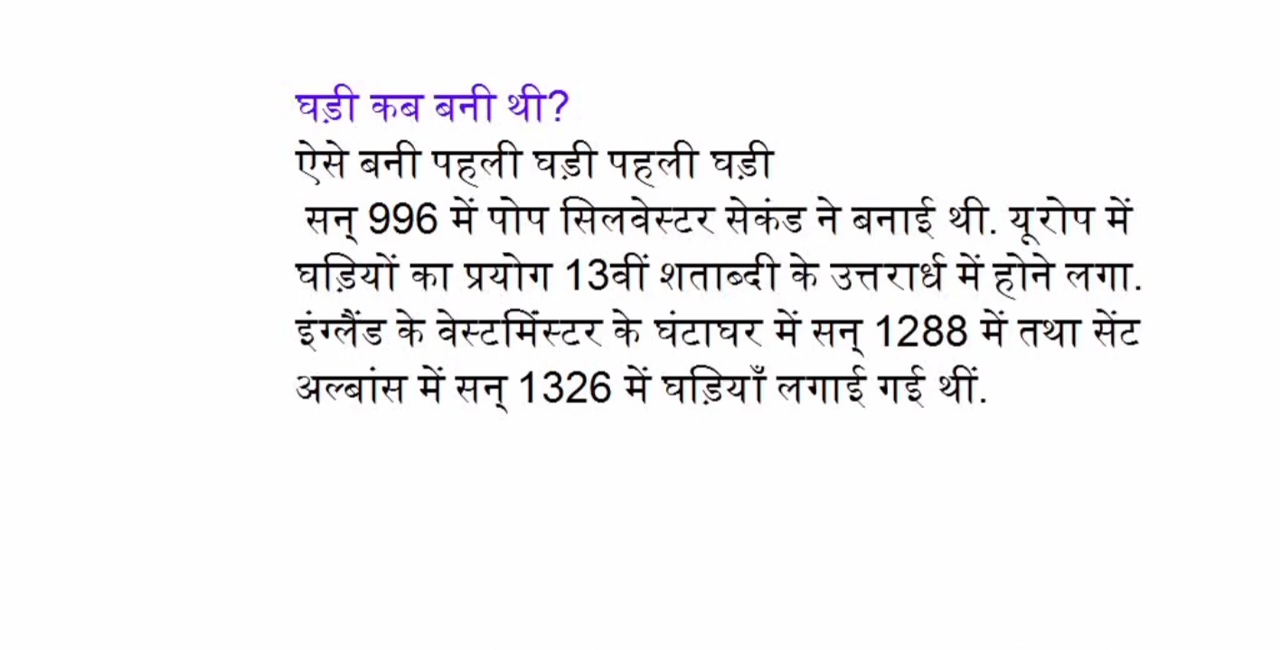 घड़ी कब बनी थी?
ऐसे बनी पहली घड़ी पहली घड़ी
सन् 996 में पोप सिलवेस्टर सेकंड ने बनाई थी. यूरोप में
घड़ियों का प्रयोग 13वीं शताब्दी के उत्तरार्ध में होने लगा.
इंग्लैंड के वेस्टमिंस्टर के घंटाघर में सन् 1288 में तथा सेंट
अल्बांस में सन् 1326 में घड़ियाँ लगाई गई थीं.